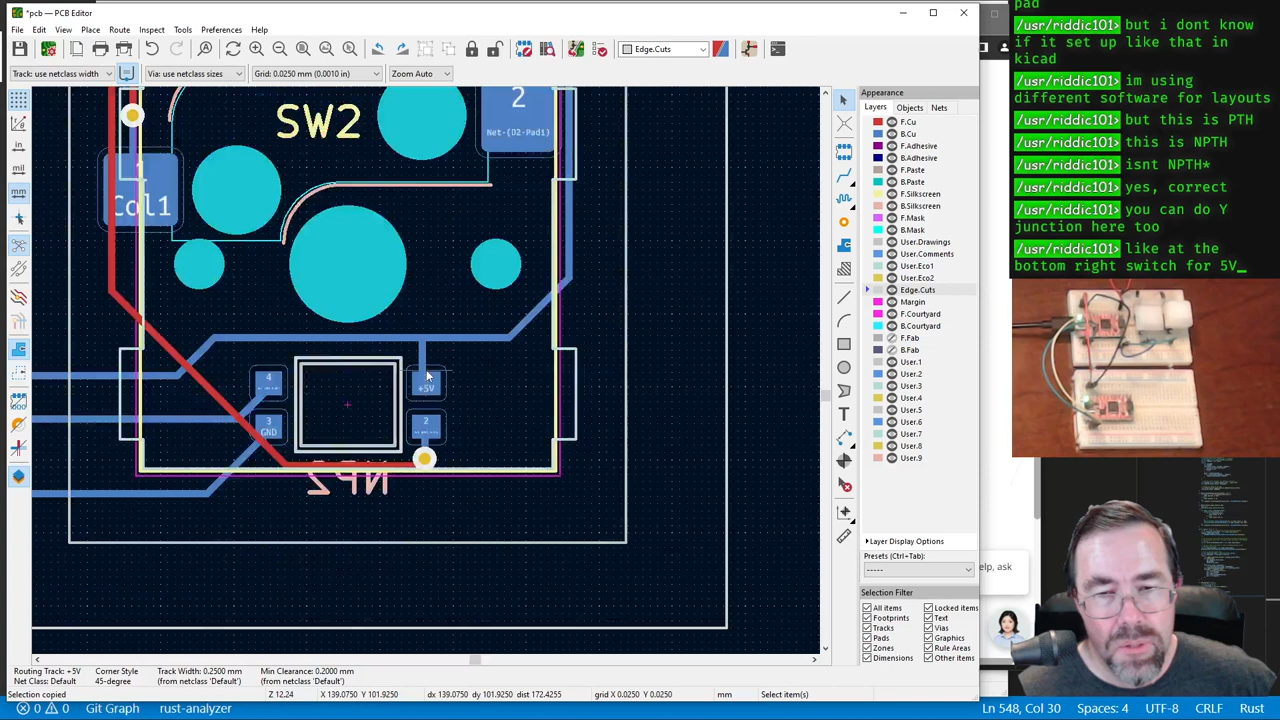 *pcb — PCB Editor
File Edit View Place Route Inspect Tools Preferences Help
Edge.Cuts
Track: use netclass width
Via: use netclass sizes
Grid: 0.0250 mm (0.0010 in)
Zoom Auto
in
mil
mm
SW2
2
Net-(D2-Pad1)
Col1
4
+5V
3
GND
2
NP2
Appearance
Layers Objects Nets
F.Cu
B.Cu
F.Adhesive
B.Adhesive
F.Paste
B.Paste
F.Silkscreen
B.Silkscreen
F.Mask
B.Mask
User.Drawings
User.Comments
User.Eco1
User.Eco2
Edge.Cuts
Margin
F.Courtyard
B.Courtyard
F.Fab
B.Fab
User.1
User.2
User.3
User.4
User.5
User.6
User.7
User.8
User.9
Layer Display Options
Presets (Ctrl+Tab):
-----
Selection Filter
All items Locked items
Footprints Text
Tracks Vias
Pads Graphics
Zones Rule Areas
Dimensions Other items
Routing Track: +5V Corner Style Track Width: 0.2500 mm Min Clearance: 0.2000 mm
Net Class: Default 45-degree (from netclass 'Default') (from netclass 'Default')
Selection copied Z 12.24 X 139.0750 Y 101.9250 dx 139.0750 dy 101.9250 dist 172.4255 grid X 0.0250 Y 0.0250 mm Select item(s)
0 0 Git Graph rust-analyzer Ln 548, Col 30 Spaces: 4 UTF-8 CRLF Rust
pad
/usr/riddic101> but i dont know
if it set up like that in
kicad
/usr/riddic101> im using
different software for layouts
/usr/riddic101> but this is PTH
/usr/riddic101> this is NPTH
/usr/riddic101> isnt NPTH*
/usr/riddic101> yes, correct
/usr/riddic101> you can do Y
junction here too
/usr/riddic101> like at the
bottom right switch for 5V_
elp, ask